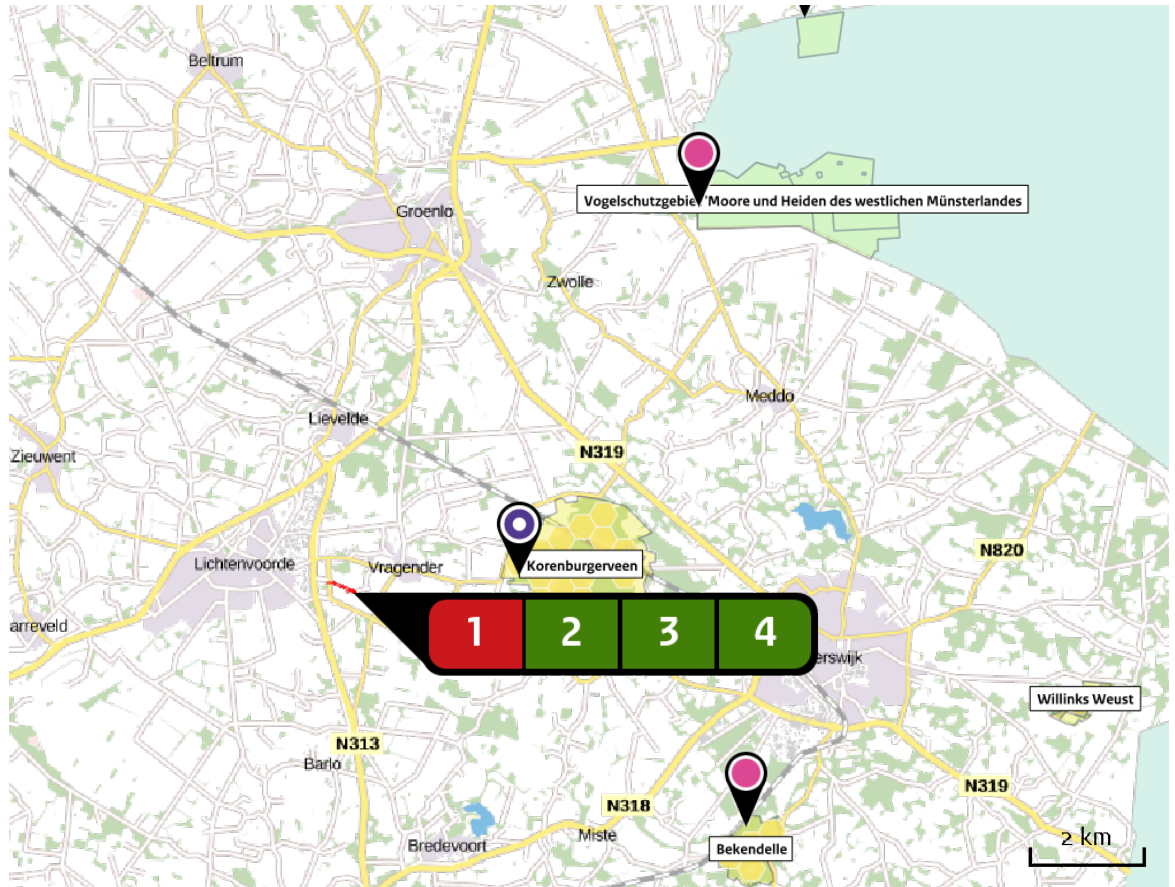 Beltrum
Vogelschutzgebiet 'Moore und Heiden des westlichen Münsterlandes
Groenlo
Zwolle
Meddo
Lievelde
N319
Zieuwent
N820
Lichtenvoorde
Vragender
Korenburgerveen
arreveld
1 2 3 4
erswijk
Willinks Weust
N313
Barlo
N319
N318
Miste
2 km
Bredevoort
Bekendelle